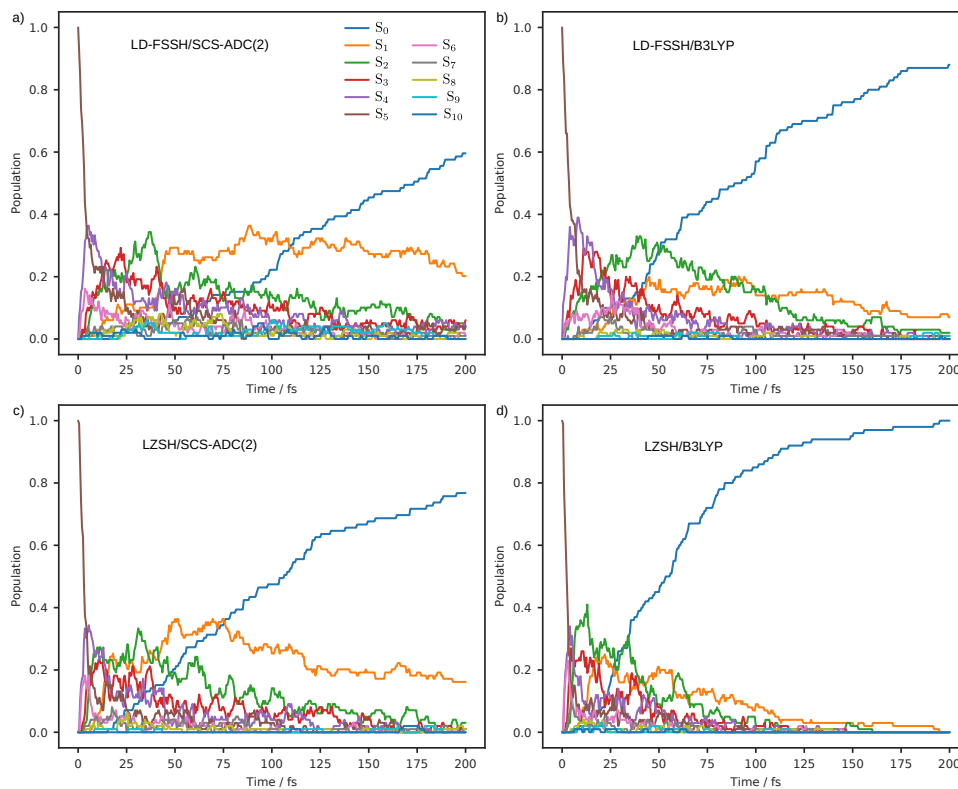 a)
LD-FSSH/SCS-ADC(2)
S0
S1
S2
S3
S4
S5
S6
S7
S8
S9
S10
Population
1.0
0.8
0.6
0.4
0.2
0.0
0 25 50 75 100 125 150 175 200
Time / fs
b)
LD-FSSH/B3LYP
Population
1.0
0.8
0.6
0.4
0.2
0.0
0 25 50 75 100 125 150 175 200
Time / fs
c)
LZSH/SCS-ADC(2)
Population
1.0
0.8
0.6
0.4
0.2
0.0
0 25 50 75 100 125 150 175 200
Time / fs
d)
LZSH/B3LYP
Population
1.0
0.8
0.6
0.4
0.2
0.0
0 25 50 75 100 125 150 175 200
Time / fs